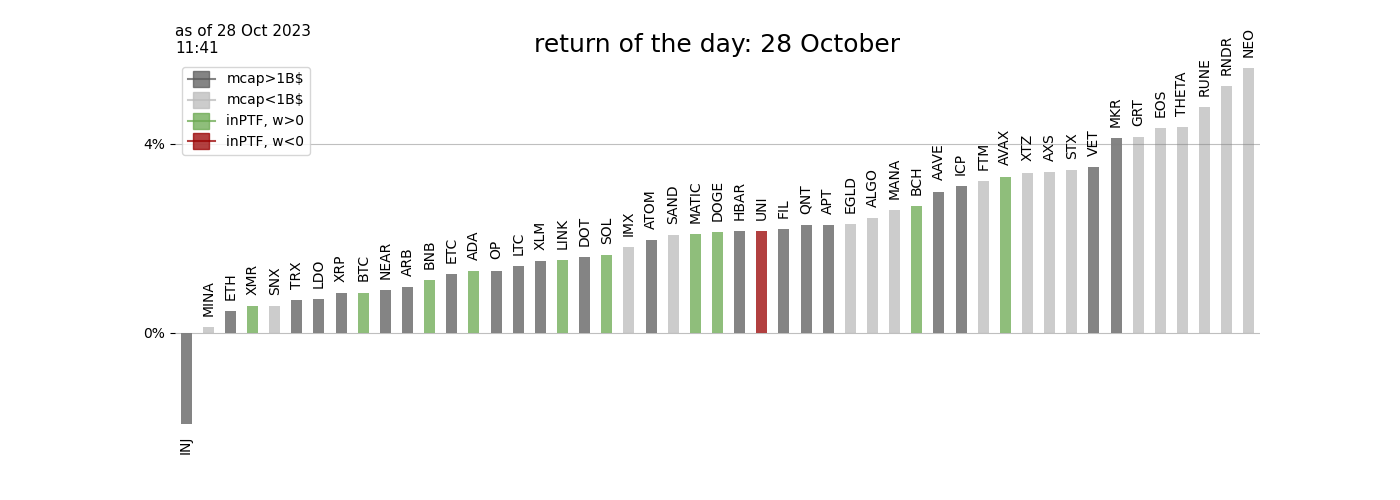 as of 28 Oct 2023
11:41
return of the day: 28 October
mcap>1B$
mcap<1B$
inPTF, w>0
inPTF, w<0
4%
0%
INJ
MINA
ETH
XMR
SNX
TRX
LDO
XRP
BTC
NEAR
ARB
BNB
ETC
ADA
OP
LTC
XLM
LINK
DOT
SOL
IMX
ATOM
SAND
MATIC
DOGE
HBAR
UNI
FIL
QNT
APT
EGLD
ALGO
MANA
BCH
AAVE
ICP
FTM
AVAX
XTZ
AXS
STX
VET
MKR
GRT
EOS
THETA
RUNE
RNDR
NEO